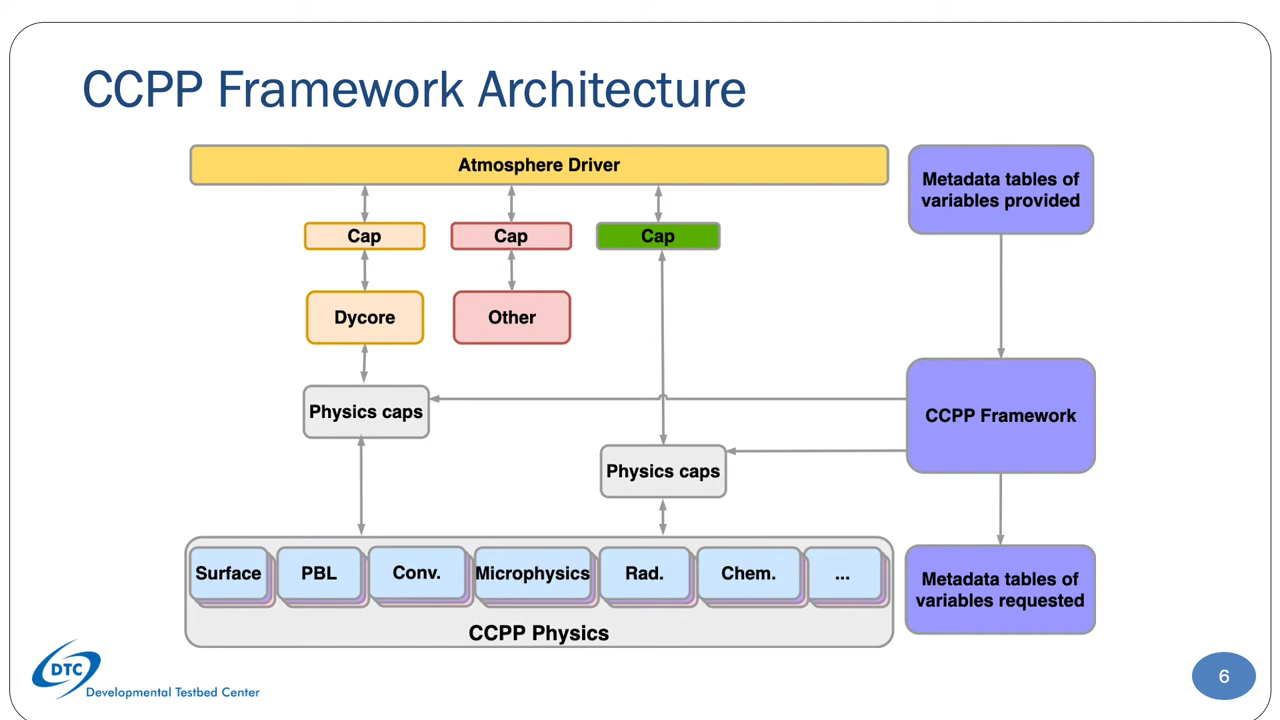 CCPP Framework Architecture
Atmosphere Driver
Metadata tables of
variables provided
Cap
Cap
Cap
Dycore
Other
Physics caps
CCPP Framework
Physics caps
Surface
PBL
Conv.
Microphysics
Rad.
Chem.
...
Metadata tables of
variables requested
CCPP Physics
DTC
Developmental Testbed Center
6